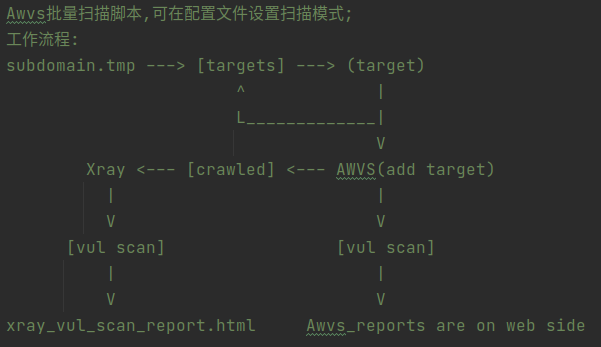 Awvs批量扫描脚本,可在配置文件设置扫描模式;
工作流程:
subdomain.tmp ---> [targets] ---> (target)
^ |
L_____________|
V
Xray <--- [crawled] <--- AWVS(add target)
| |
V V
[vul scan] [vul scan]
| |
V V
xray_vul_scan_report.html Awvs_reports are on web side